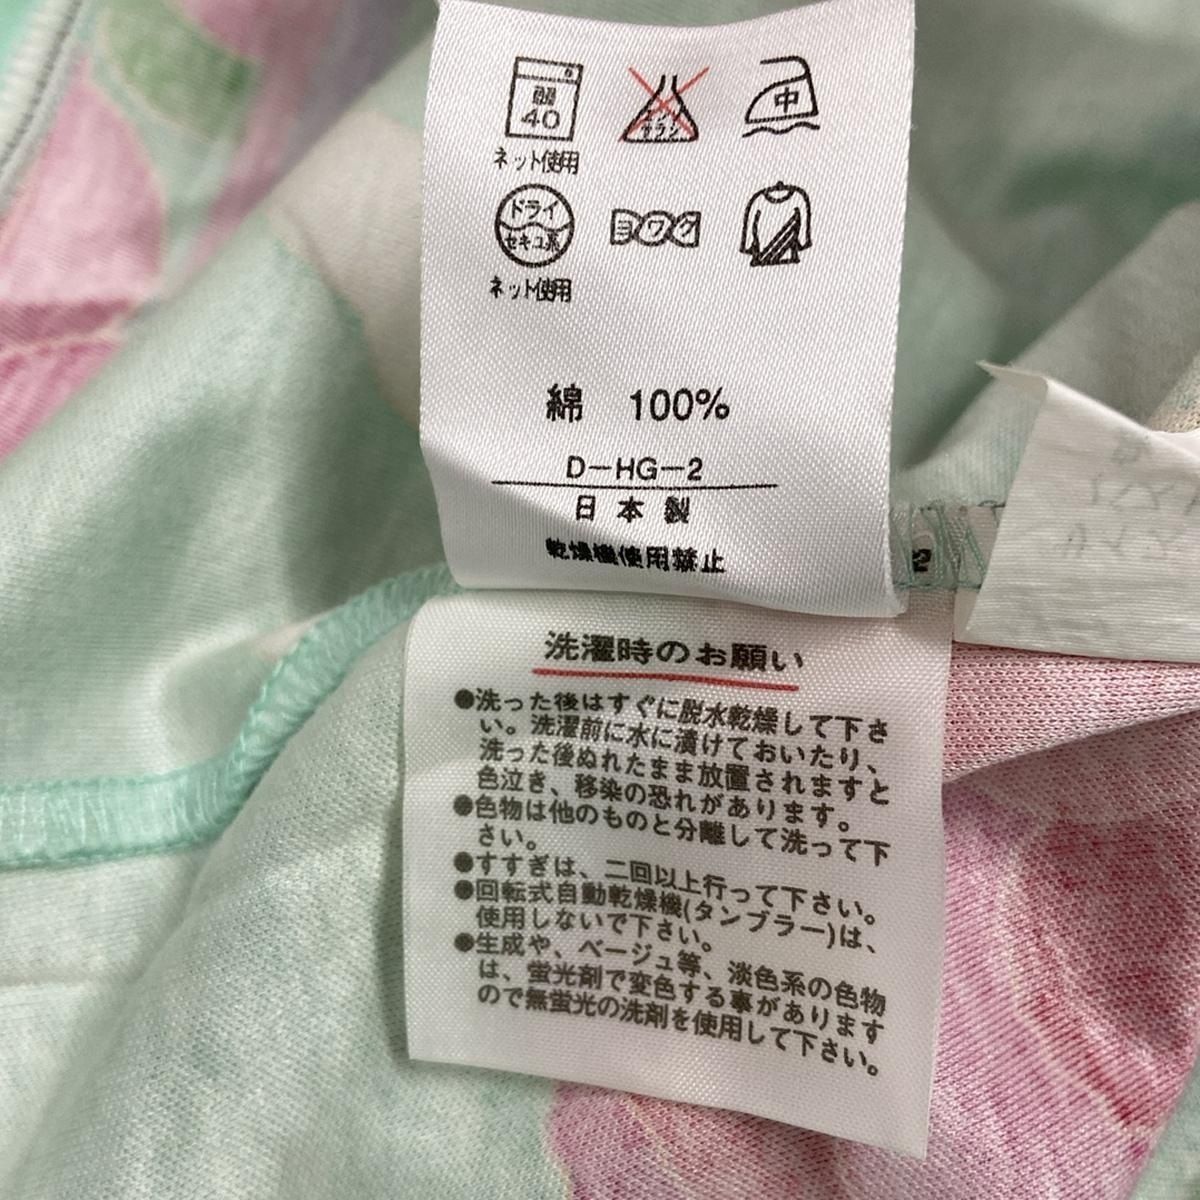 弱
40
エンソ
サラシ
中
ネット使用
ドライ
セキユ系
ヨワク
ネット使用
綿 100%
D-HG-2
日本製
乾燥機使用禁止
2
洗濯時のお願い
●洗った後はすぐに脱水乾燥して下さ
い。洗濯前に水に漬けておいたり、
洗った後ぬれたまま放置されますと
色泣き、移染の恐れがあります。
●色物は他のものと分離して洗って下
さい。
●すすぎは、二回以上行って下さい。
●回転式自動乾燥機(タンブラー)は、
使用しないで下さい。
●生成や、ベージュ等、淡色系の色物
は、蛍光剤で変色する事があります
ので無蛍光の洗剤を使用して下さい。